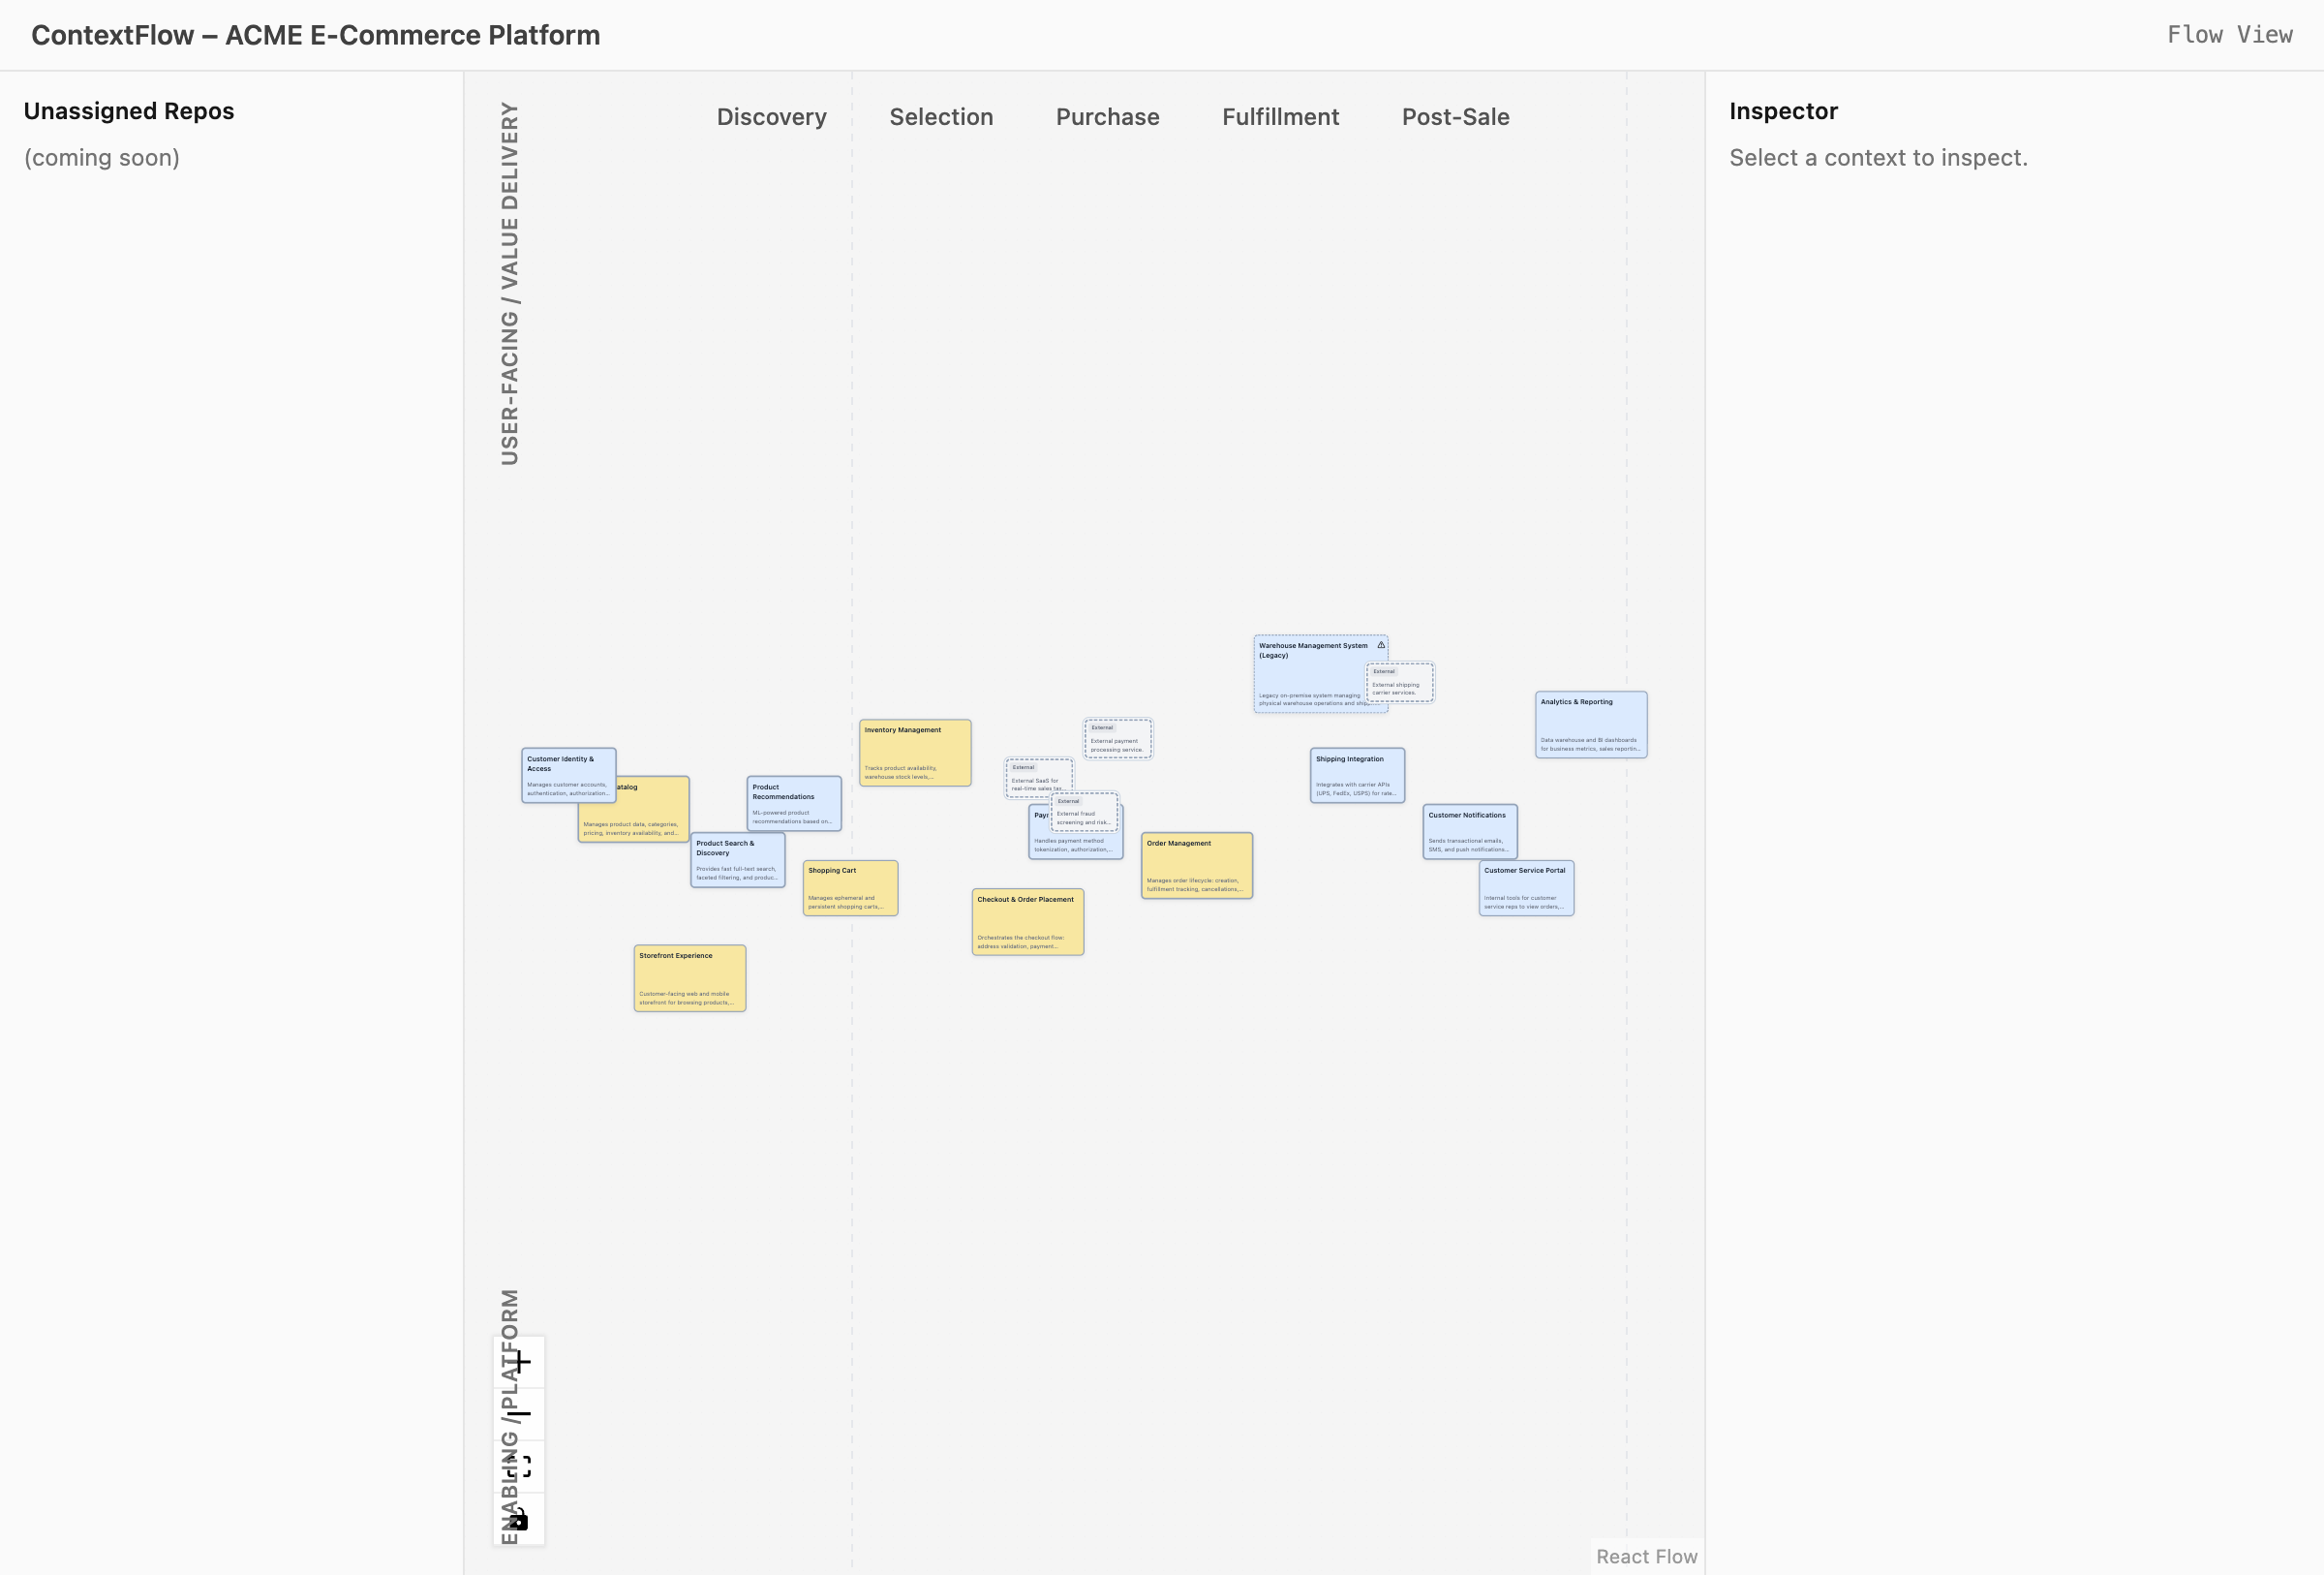 ContextFlow – ACME E-Commerce Platform
Flow View
Unassigned Repos
(coming soon)
USER-FACING / VALUE DELIVERY
Discovery
Selection
Purchase
Fulfillment
Post-Sale
Inspector
Select a context to inspect.
Warehouse Management System
(Legacy)
Legacy on-premise system managing
physical warehouse operations and
External
External shipping
carrier services.
Analytics & Reporting
Data warehouse and BI dashboards
for business metrics, sales reportin...
Inventory Management
Tracks product availability,
warehouse stock levels,...
External
External payment
processing service.
Customer Identity &
Access
Manages customer accounts,
authentication, authorization...
atalog
Manages product data, categories,
pricing, inventory availability, and...
Product
Recommendations
ML-powered product
recommendations based on...
External
External SaaS for
real-time sales tax
External
External fraud
screening and risk...
Shipping Integration
Integrates with carrier APIs
(UPS, FedEx, USPS) for rate...
Handles payment method
tokenization, authorization,...
Customer Notifications
Sends transactional emails,
SMS, and push notifications...
Product Search &
Discovery
Provides fast full-text search,
faceted filtering, and produc...
Order Management
Manages order lifecycle: creation,
fulfillment tracking, cancellations,...
Shopping Cart
Manages ephemeral and
persistent shopping carts,...
Customer Service Portal
Internal tools for customer
service reps to view orders,...
Checkout & Order Placement
Orchestrates the checkout flow:
address validation, payment...
Storefront Experience
Customer-facing web and mobile
storefront for browsing products,...
ENABLING / PLATFORM
React Flow